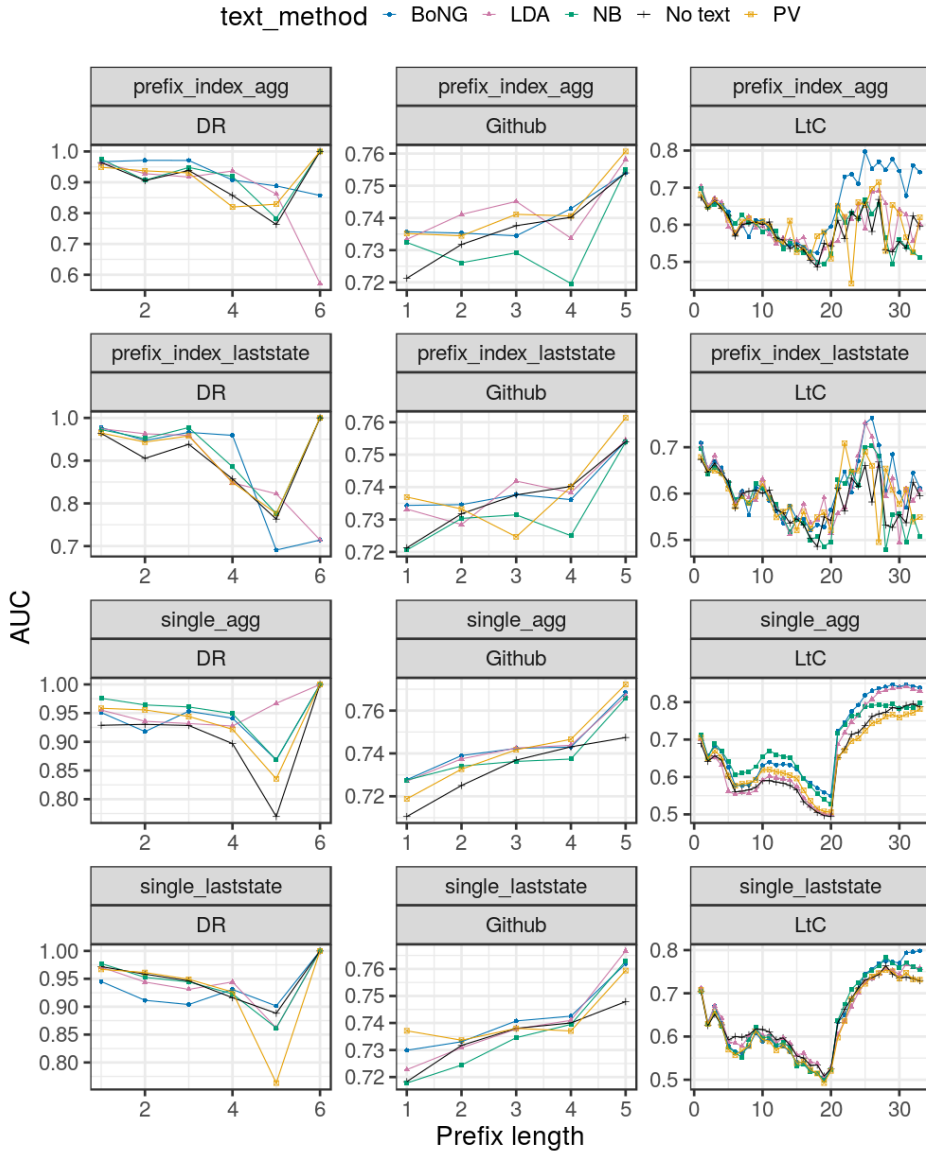 text_method BoNG LDA NB No text PV
prefix_index_agg prefix_index_agg prefix_index_agg
DR Github LtC
1.0 0.9 0.8 0.7 0.6
0.76 0.75 0.74 0.73 0.72
0.8 0.7 0.6 0.5
2 4 6 1 2 3 4 5 0 10 20 30
prefix_index_laststate prefix_index_laststate prefix_index_laststate
DR Github LtC
1.0 0.9 0.8 0.7
0.76 0.75 0.74 0.73 0.72
0.7 0.6 0.5
2 4 6 1 2 3 4 5 0 10 20 30
AUC
single_agg single_agg single_agg
DR Github LtC
1.00 0.95 0.90 0.85 0.80
0.76 0.74 0.72
0.8 0.7 0.6 0.5
2 4 6 1 2 3 4 5 0 10 20 30
single_laststate single_laststate single_laststate
DR Github LtC
1.00 0.95 0.90 0.85 0.80
0.76 0.75 0.74 0.73 0.72
0.8 0.7 0.6 0.5
2 4 6 1 2 3 4 5 0 10 20 30
Prefix length